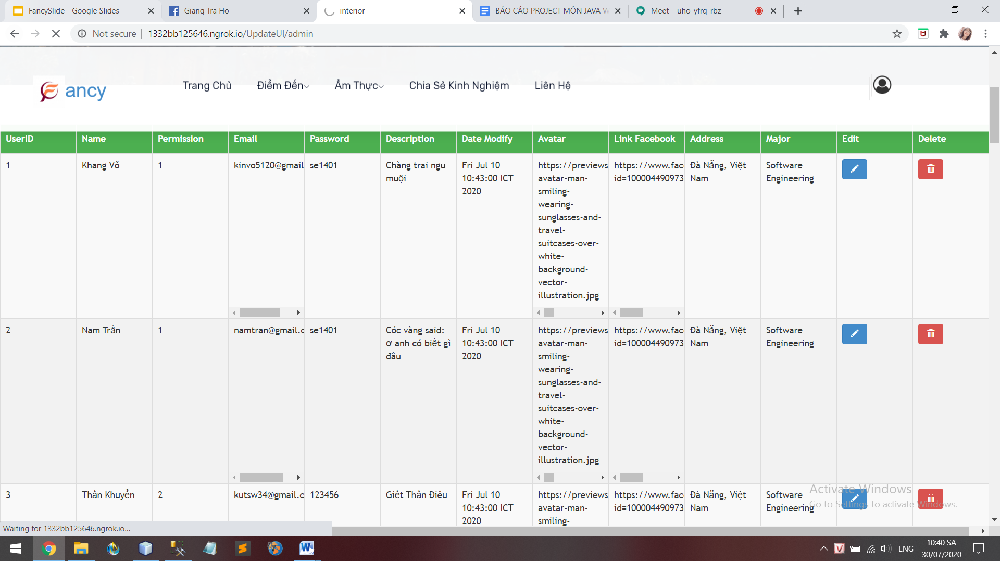 FancySlide - Google Slides
Giang Tra Ho
interior
BÁO CÁO PROJECT MÔN JAVA W
Meet – uho-yfrq-rbz
Not secure
1332bb125646.ngrok.io/UpdateUI/admin
ancy
Trang Chủ
Điểm Đến
Ẩm Thực
Chia Sẻ Kinh Nghiệm
Liên Hệ
UserID Name Permission Email Password Description Date Modify Avatar Link Facebook Address Major Edit Delete
1 Khang Võ 1 kinvo5120@gmail se1401 Chàng trai ngu Fri Jul 10 https://previews https://www.fac Đà Nẵng, Việt Software
muội 10:43:00 ICT avatar-man- id=100004490973 Nam Engineering
2020 smiling-
wearing-
sunglasses-and-
travel-
suitcases-over-
white-
background-
vector-
illustration.jpg
2 Nam Trần 1 namtran@gmail.c se1401 Cóc vàng said: Fri Jul 10 https://previews https://www.fac Đà Nẵng, Việt Software
ơ anh có biết gì 10:43:00 ICT avatar-man- id=100004490973 Nam Engineering
đâu 2020 smiling-
wearing-
sunglasses-and-
travel-
suitcases-over-
white-
background-
vector-
illustration.jpg
3 Thần Khuyển 2 kutsw34@gmail.c 123456 Giết Thần Điêu Fri Jul 10 https://previews https://www.fac Đà Nẵng, Việt Software
10:43:00 ICT avatar-man- id=100004490973 Nam Engineering
2020 smiling-
Activate Windows
Go to Settings to activate Windows.
Waiting for 1332bb125646.ngrok.io...
ENG
10:40 SA
30/07/2020